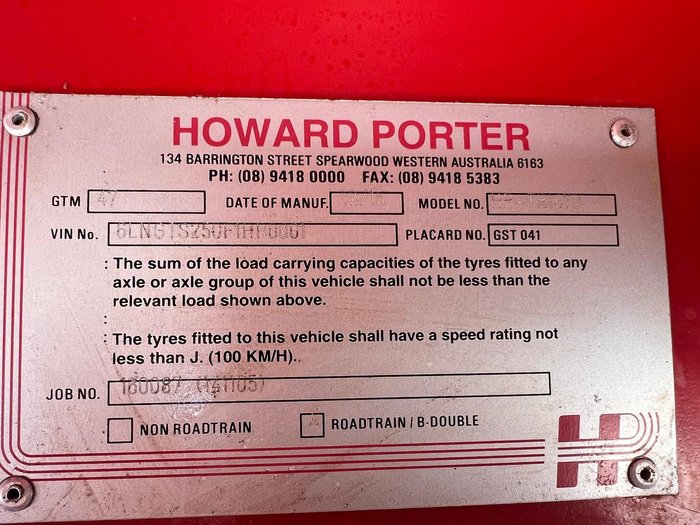 HOWARD PORTER
134 BARRINGTON STREET SPEARWOOD WESTERN AUSTRALIA 6163
PH: (08) 9418 0000 FAX: (08) 9418 5383
GTM DATE OF MANUF. MODEL NO.
VIN No. PLACARD NO. GST 041
: The sum of the load carrying capacities of the tyres fitted to any
axle or axle group of this vehicle shall not be less than the
relevant load shown above.
:
: The tyres fitted to this vehicle shall have a speed rating not
less than J. (100 KM/H)..
JOB NO. 180087 (141105)
NON ROADTRAIN ROADTRAIN / B-DOUBLE
HP